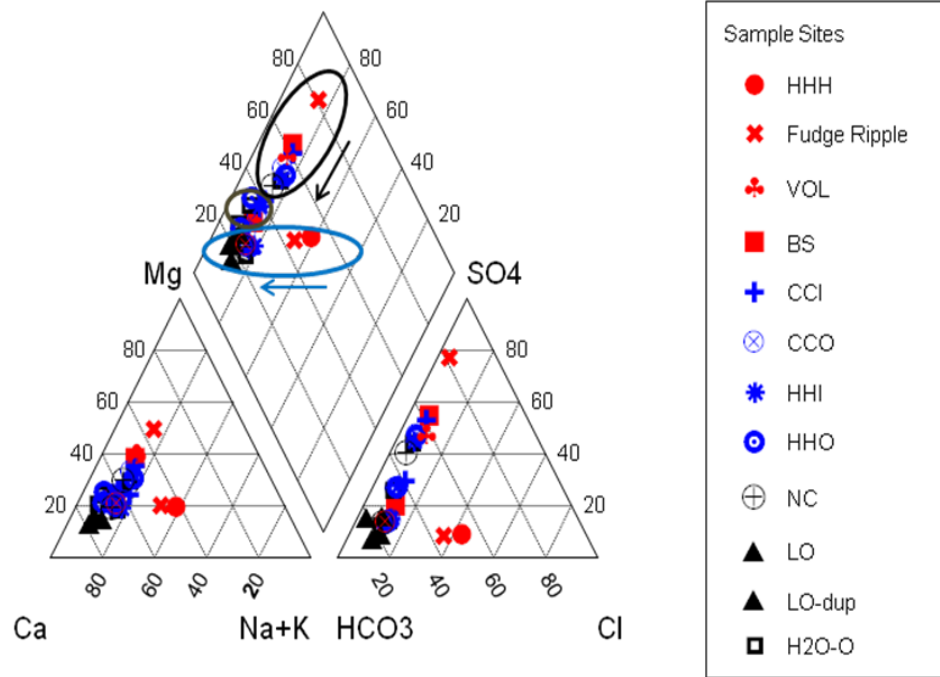 80 80
60 60
40 40
20 20
Mg SO4
80 80
60 60
40 40
20 20
80 60 40 20 20 40 60 80
Ca Na+K HCO3 Cl
Sample Sites
HHH
Fudge Ripple
VOL
BS
CCI
CCO
HHI
HHO
NC
LO
LO-dup
H2O-O